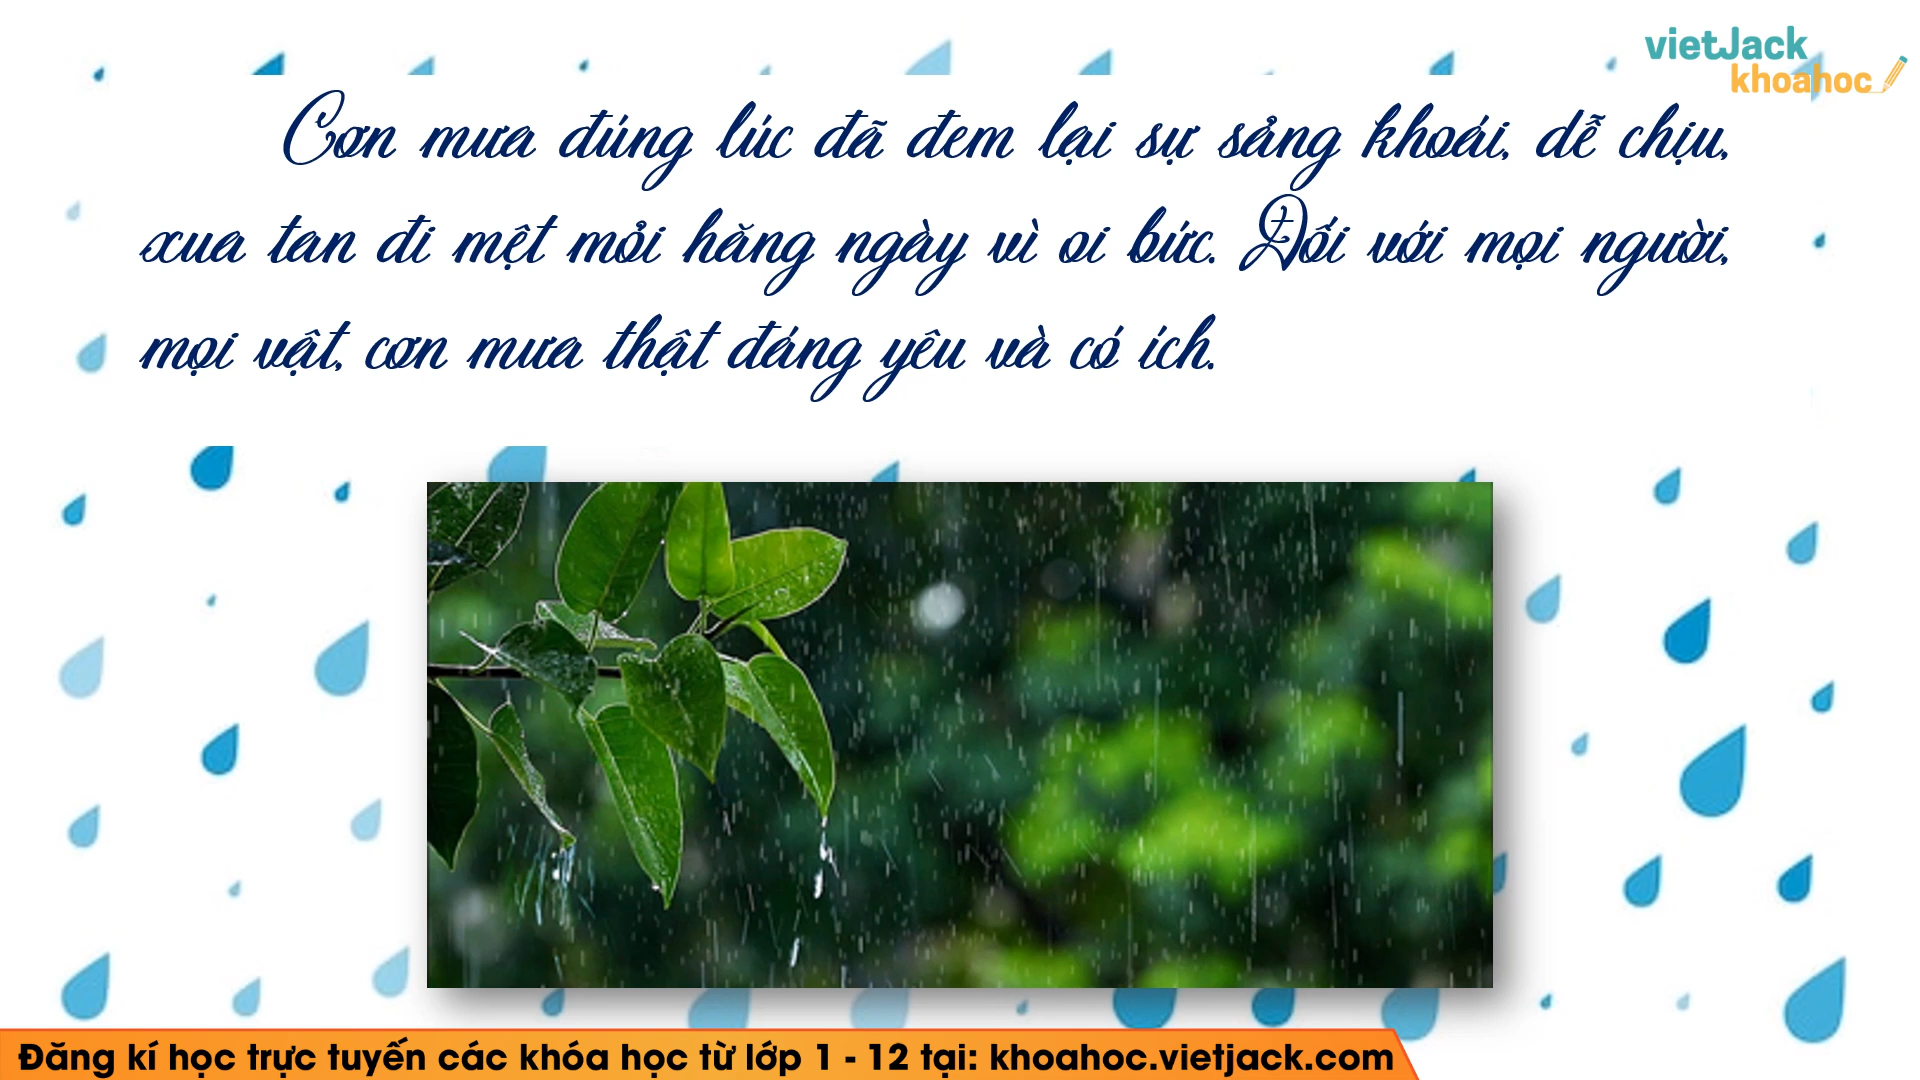 vietJack
khoahoc
Cơn mưa đúng lúc đã đem lại sự sảng khoái, dễ chịu,
xua tan đi mệt mỏi hằng ngày vì oi bức. Đối với mọi người,
mọi vật, cơn mưa thật đáng yêu và có ích.
Đăng kí học trực tuyến các khóa học từ lớp 1 - 12 tại: khoahoc.vietjack.com